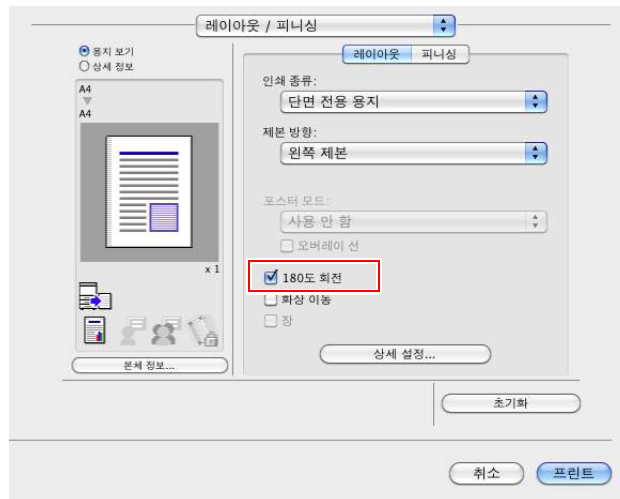 레이아웃 / 피니싱
용지 보기
상세 정보
A4
A4
x 1
본체 정보...
레이아웃 피니싱
인쇄 종류:
단면 전용 용지
제본 방향:
왼쪽 제본
포스터 모드:
사용 안 함
오버레이 선
180도 회전
화상 이동
장
상세 설정...
초기화
취소 프린트